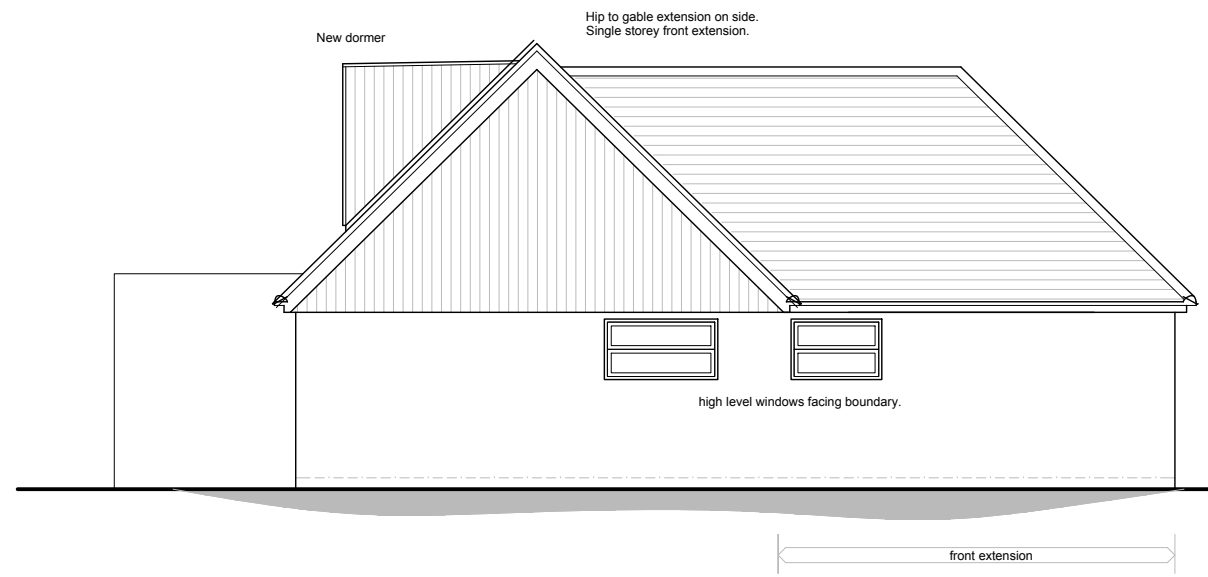 Hip to gable extension on side.
Single storey front extension.
New dormer
high level windows facing boundary.
front extension